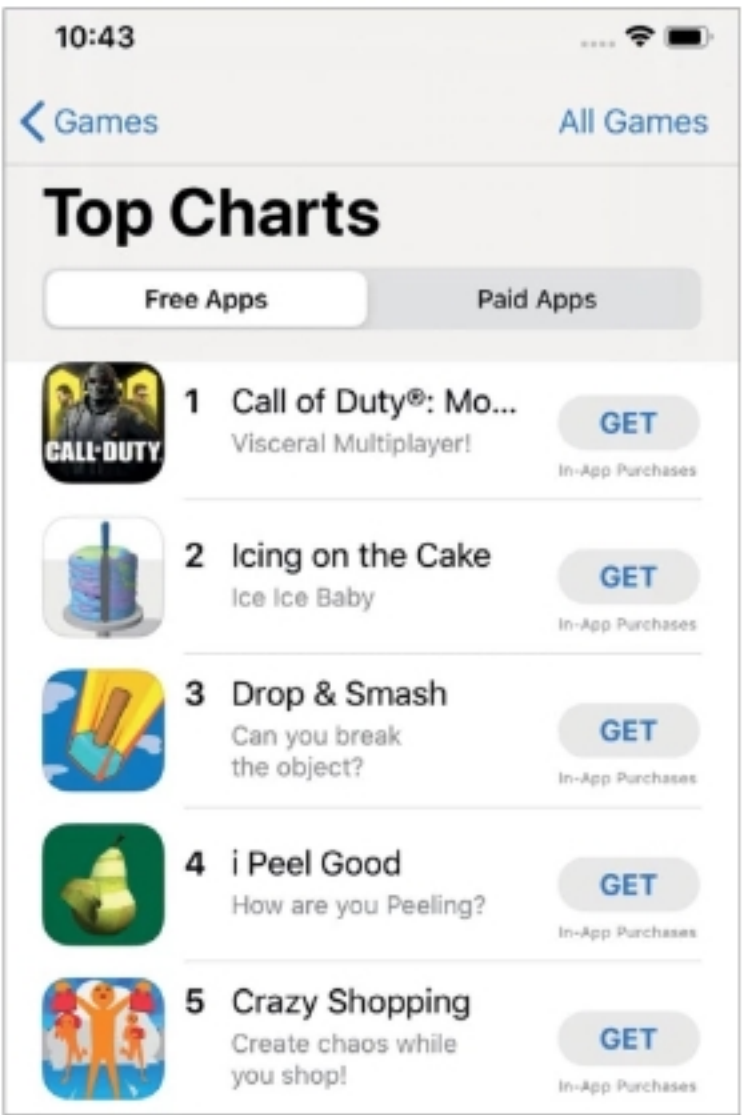 10:43
Games
All Games
Top Charts
Free Apps
Paid Apps
CALL OF DUTY
1 Call of Duty®: Mo...
Visceral Multiplayer!
GET
In-App Purchases
2 Icing on the Cake
Ice Ice Baby
GET
In-App Purchases
3 Drop & Smash
Can you break
the object?
GET
In-App Purchases
4 i Peel Good
How are you Peeling?
GET
In-App Purchases
5 Crazy Shopping
Create chaos while
you shop!
GET
In-App Purchases